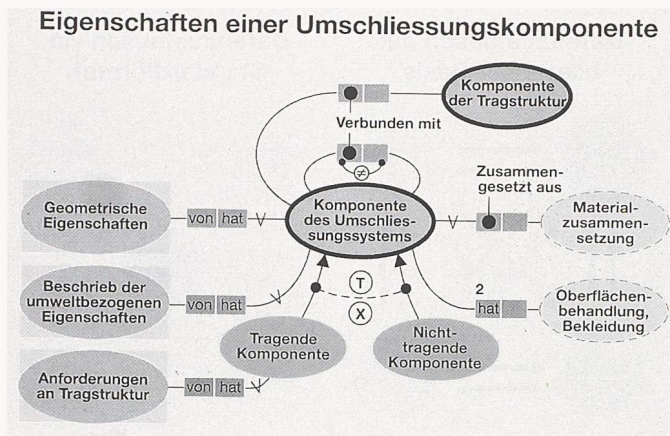 Eigenschaften einer Umschliessungskomponente
Komponente
der Tragstruktur
Verbunden mit
≠
Zusammen-
gesetzt aus
Geometrische
Eigenschaften
von hat
Komponente
des Umschlies-
sungssystems
Material-
zusammen-
setzung
Beschrieb der
umweltbezogenen
Eigenschaften
von hat
T
X
2
hat
Oberflächen-
behandlung,
Bekleidung
Tragende
Komponente
Nicht-
tragende
Komponente
Anforderungen
an Tragstruktur
von hat